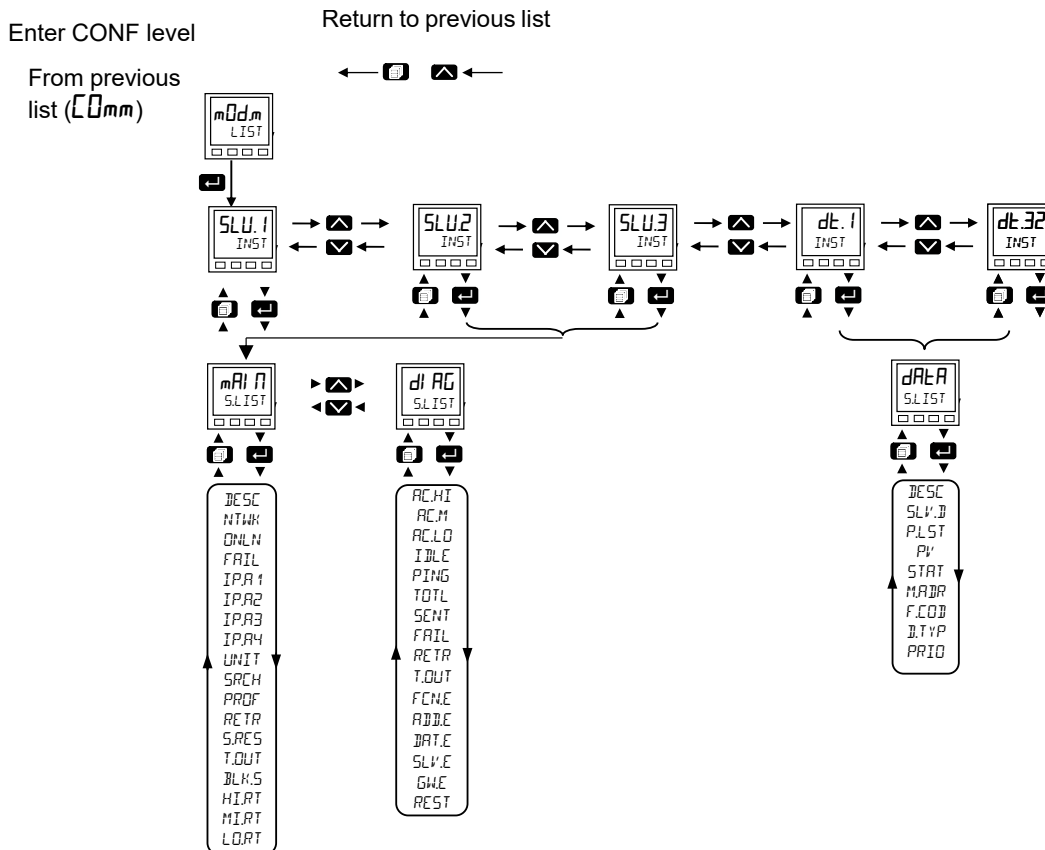 Return to previous list
Enter CONF level
From previous
list (COmm)
mOd.m
LIST
SLU.1
INST
SLU.2
INST
SLU.3
INST
dt.1
INST
dt.32
INST
mAIn
S.LIST
dIAG
S.LIST
dAtA
S.LIST
DESC
NTWK
ONLN
FAIL
IP.A1
IP.A2
IP.A3
IP.A4
UNIT
SRCH
PROF
RETR
S.RES
T.OUT
BLK.S
HI.RT
MI.RT
LO.RT
AC.HI
AC.M
AC.LO
IDLE
PING
TOTL
SENT
FAIL
RETR
T.OUT
FCN.E
ADD.E
DAT.E
SLV.E
GW.E
REST
DESC
SLV.D
P.LST
PV
STAT
M.ADR
F.COD
D.TYP
PRIO